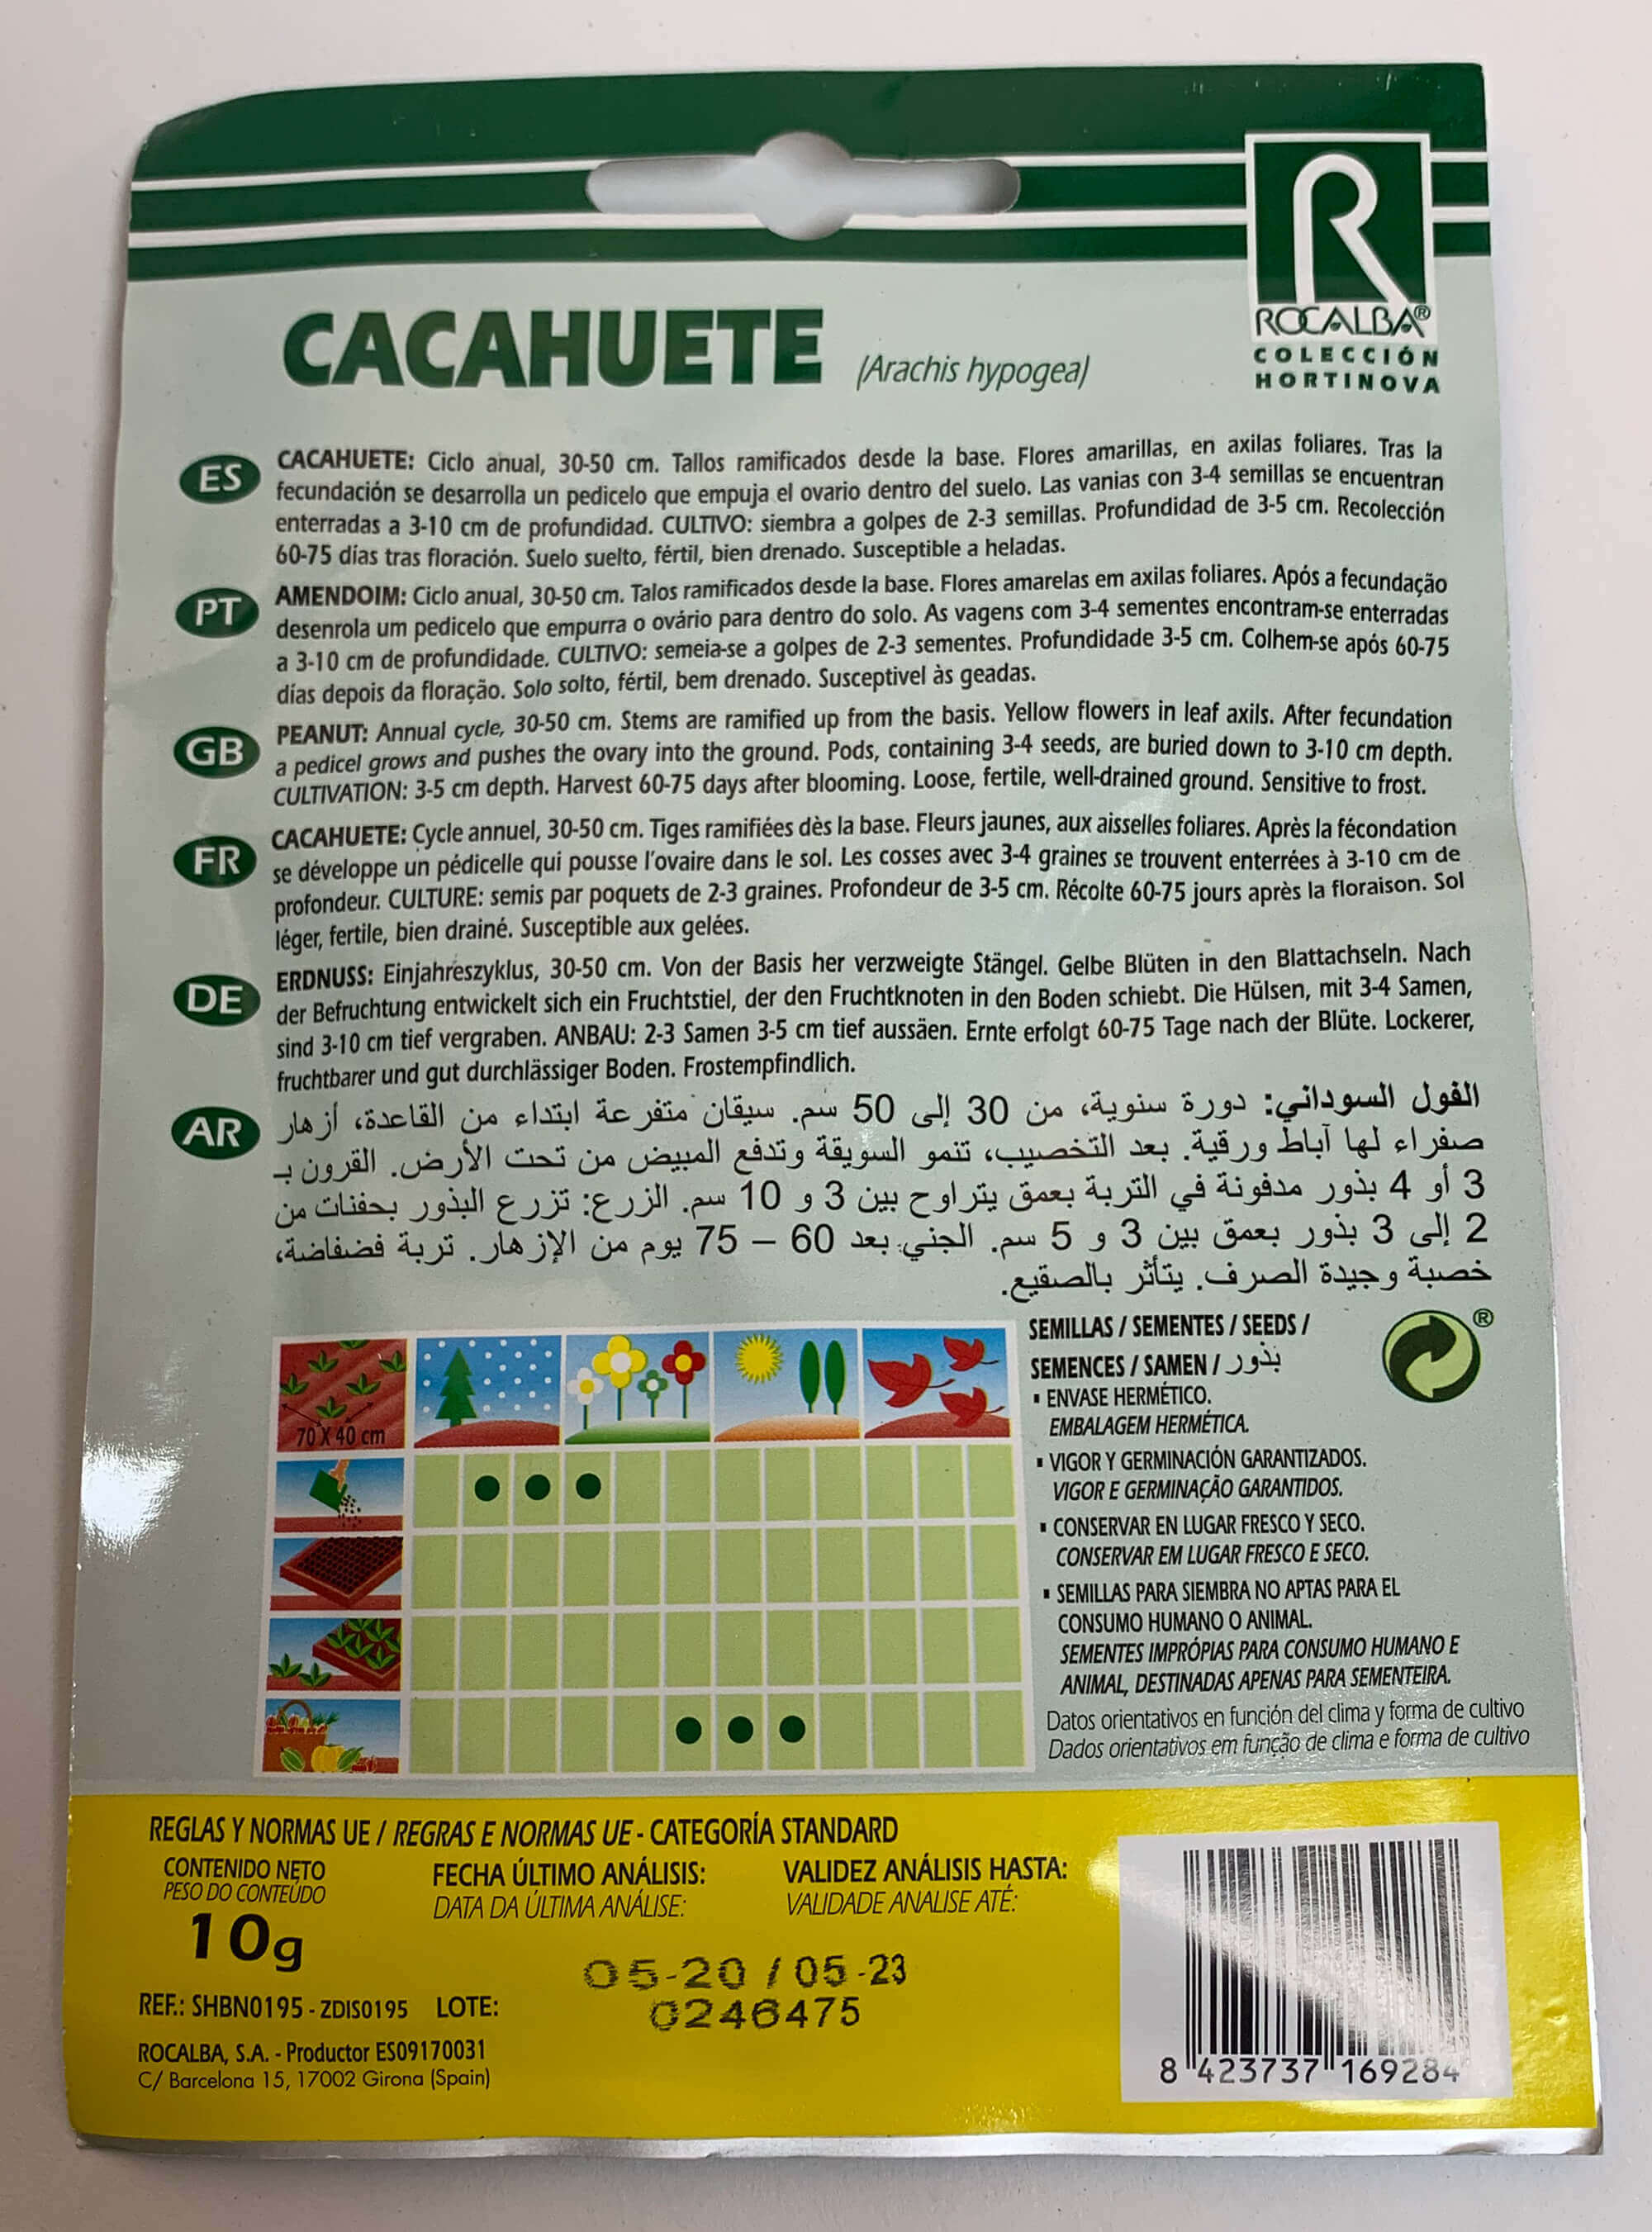 R
ROCALBA®
COLECCIÓN
HORTINOVA
CACAHUETE (Arachis hypogea)
ES
CACAHUETE: Ciclo anual, 30-50 cm. Tallos ramificados desde la base. Flores amarillas, en axilas foliares. Tras la
fecundación se desarrolla un pedicelo que empuja el ovario dentro del suelo. Las vanias con 3-4 semillas se encuentran
enterradas a 3-10 cm de profundidad. CULTIVO: siembra a golpes de 2-3 semillas. Profundidad de 3-5 cm. Recolección
60-75 días tras floración. Suelo suelto, fértil, bien drenado. Susceptible a heladas.
PT
AMENDOIM: Ciclo anual, 30-50 cm. Talos ramificados desde la base. Flores amarelas em axilas foliares. Após a fecundação
desenrola um pedicelo que empurra o ovário para dentro do solo. As vagens com 3-4 sementes encontram-se enterradas
a 3-10 cm de profundidade. CULTIVO: semeia-se a golpes de 2-3 sementes. Profundidade 3-5 cm. Colhem-se após 60-75
días depois da floração. Solo solto, fértil, bem drenado. Susceptivel às geadas.
GB
PEANUT: Annual cycle, 30-50 cm. Stems are ramified up from the basis. Yellow flowers in leaf axils. After fecundation
a pedicel grows and pushes the ovary into the ground. Pods, containing 3-4 seeds, are buried down to 3-10 cm depth.
CULTIVATION: 3-5 cm depth. Harvest 60-75 days after blooming. Loose, fertile, well-drained ground. Sensitive to frost.
FR
CACAHUETE: Cycle annuel, 30-50 cm. Tiges ramifiées dès la base. Fleurs jaunes, aux aisselles foliares. Après la fécondation
se développe un pédicelle qui pousse l'ovaire dans le sol. Les cosses avec 3-4 graines se trouvent enterrées à 3-10 cm de
profondeur. CULTURE: semis par poquets de 2-3 graines. Profondeur de 3-5 cm. Récolte 60-75 jours après la floraison. Sol
léger, fertile, bien drainé. Susceptible aux gelées.
DE
ERDNUSS: Einjahreszyklus, 30-50 cm. Von der Basis her verzweigte Stängel. Gelbe Blüten in den Blattachseln. Nach
der Befruchtung entwickelt sich ein Fruchtstiel, der den Fruchtknoten in den Boden schiebt. Die Hülsen, mit 3-4 Samen,
sind 3-10 cm tief vergraben. ANBAU: 2-3 Samen 3-5 cm tief aussäen. Ernte erfolgt 60-75 Tage nach der Blüte. Lockerer,
fruchtbarer und gut durchlässiger Boden. Frostempfindlich.
AR
الفول السوداني: دورة سنوية، من 30 إلى 50 سم. سيقان متفرعة ابتداء من القاعدة، أزهار
صفراء لها آباط ورقية. بعد التخصيب، تنمو السويقة وتدفع المبيض من تحت الأرض. القرون بـ
3 أو 4 بذور مدفونة في التربة بعمق يتراوح بين 3 و 10 سم. الزرع: تزرع البذور بحفنات من
2 إلى 3 بذور بعمق بين 3 و 5 سم. الجني بعد 60 – 75 يوم من الإزهار. تربة فضفاضة،
خصبة وجيدة الصرف. يتأثر بالصقيع.
70 X 40 cm
SEMILLAS / SEMENTES / SEEDS /
SEMENCES / SAMEN / بذور
®
▪ ENVASE HERMÉTICO.
EMBALAGEM HERMÉTICA.
▪ VIGOR Y GERMINACIÓN GARANTIZADOS.
VIGOR E GERMINAÇÃO GARANTIDOS.
▪ CONSERVAR EN LUGAR FRESCO Y SECO.
CONSERVAR EM LUGAR FRESCO E SECO.
▪ SEMILLAS PARA SIEMBRA NO APTAS PARA EL
CONSUMO HUMANO O ANIMAL.
SEMENTES IMPRÓPIAS PARA CONSUMO HUMANO E
ANIMAL, DESTINADAS APENAS PARA SEMENTEIRA.
Datos orientativos en función del clima y forma de cultivo
Dados orientativos em função de clima e forma de cultivo
REGLAS Y NORMAS UE / REGRAS E NORMAS UE - CATEGORÍA STANDARD
CONTENIDO NETO
PESO DO CONTEÚDO
10g
FECHA ÚLTIMO ANÁLISIS:
DATA DA ÚLTIMA ANÁLISE:
VALIDEZ ANÁLISIS HASTA:
VALIDADE ANALISE ATÉ:
05-20 / 05-23
REF.: SHBN0195 - ZDIS0195 LOTE: 0246475
ROCALBA, S.A. - Productor ES09170031
C/ Barcelona 15, 17002 Girona (Spain)
8 423737 169284